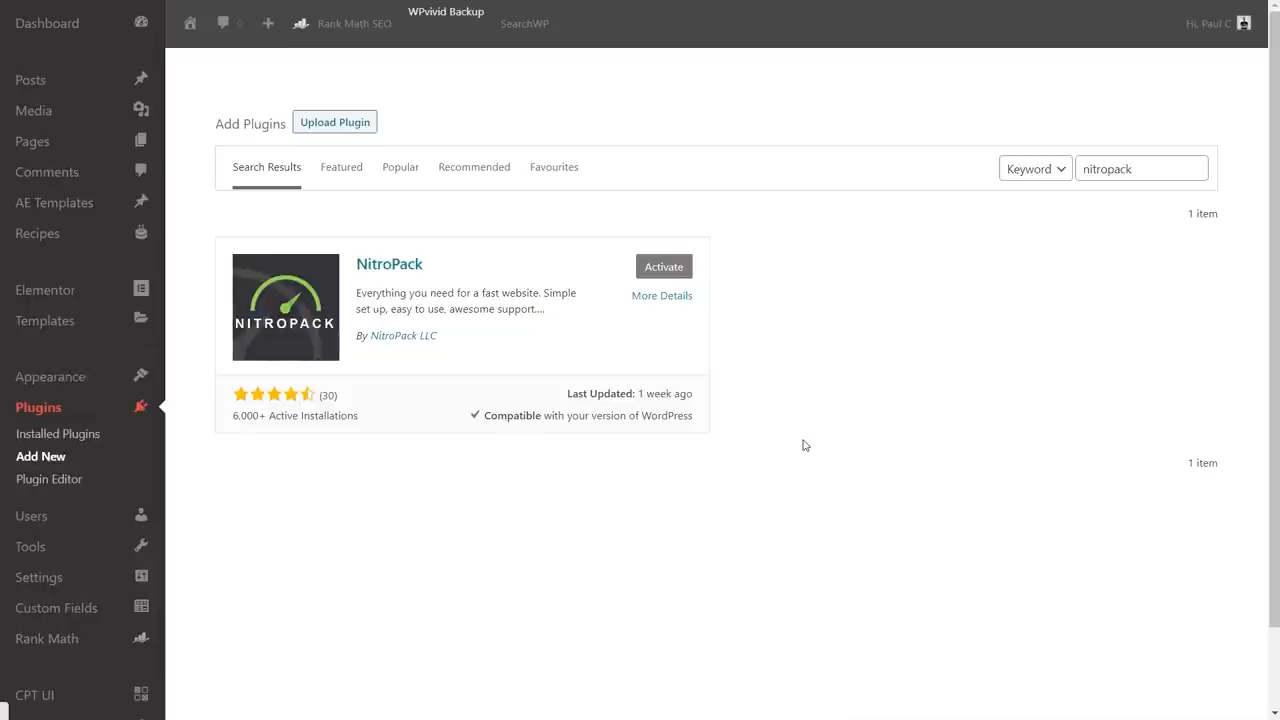 Dashboard
Posts
Media
Pages
Comments
AE Templates
Recipes
Elementor
Templates
Appearance
Plugins
Installed Plugins
Add New
Plugin Editor
Users
Tools
Settings
Custom Fields
Rank Math
CPT UI
0
Rank Math SEO
WPvivid Backup
SearchWP
Hi, Paul C
Add Plugins
Upload Plugin
Search Results
Featured
Popular
Recommended
Favourites
Keyword
nitropack
1 item
NITROPACK
NitroPack
Everything you need for a fast website. Simple
set up, easy to use, awesome support....
By NitroPack LLC
Activate
More Details
(30)
6,000+ Active Installations
Last Updated: 1 week ago
Compatible with your version of WordPress
1 item